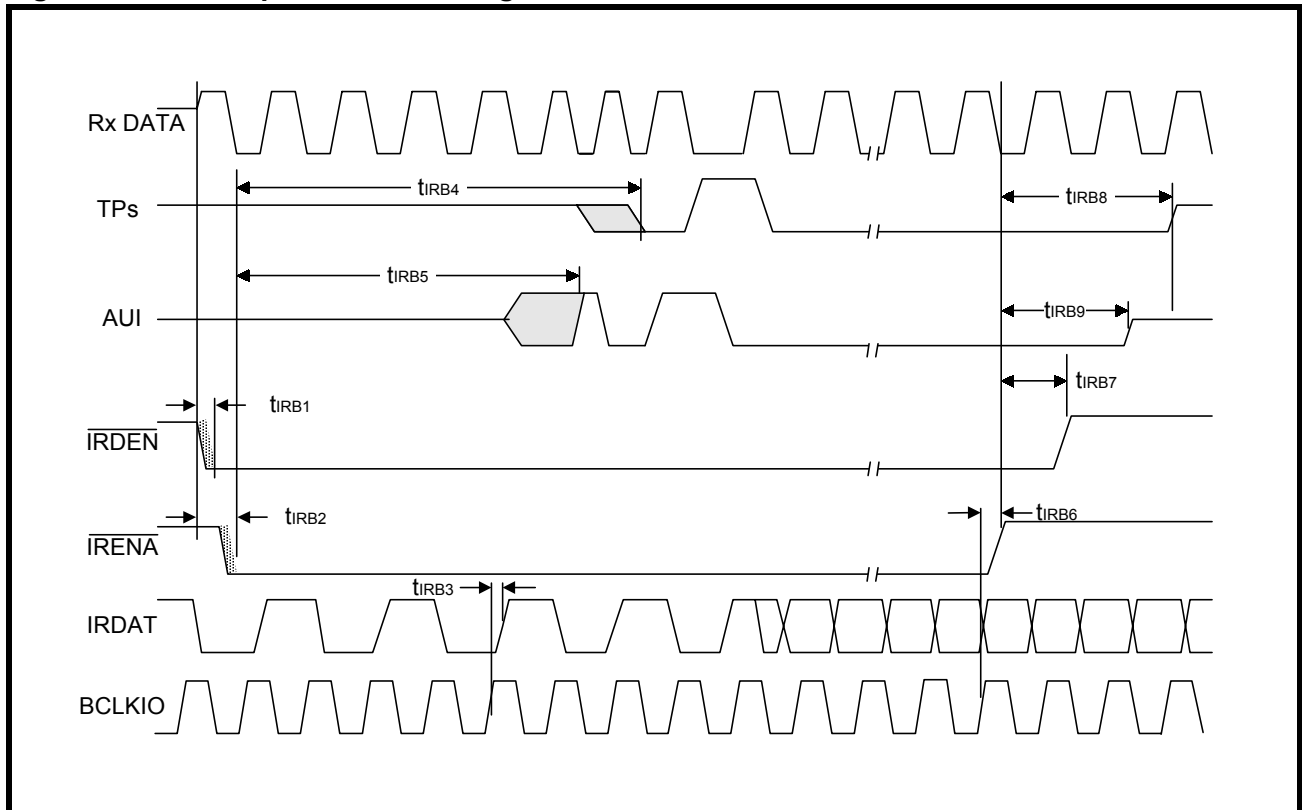 Rx DATA
tIRB4
tIRB8
TPs
tIRB5
AUI
tIRB9
tIRB7
tIRB1
IRDEN
tIRB2
tIRB6
IRENA
tIRB3
IRDAT
BCLKIO